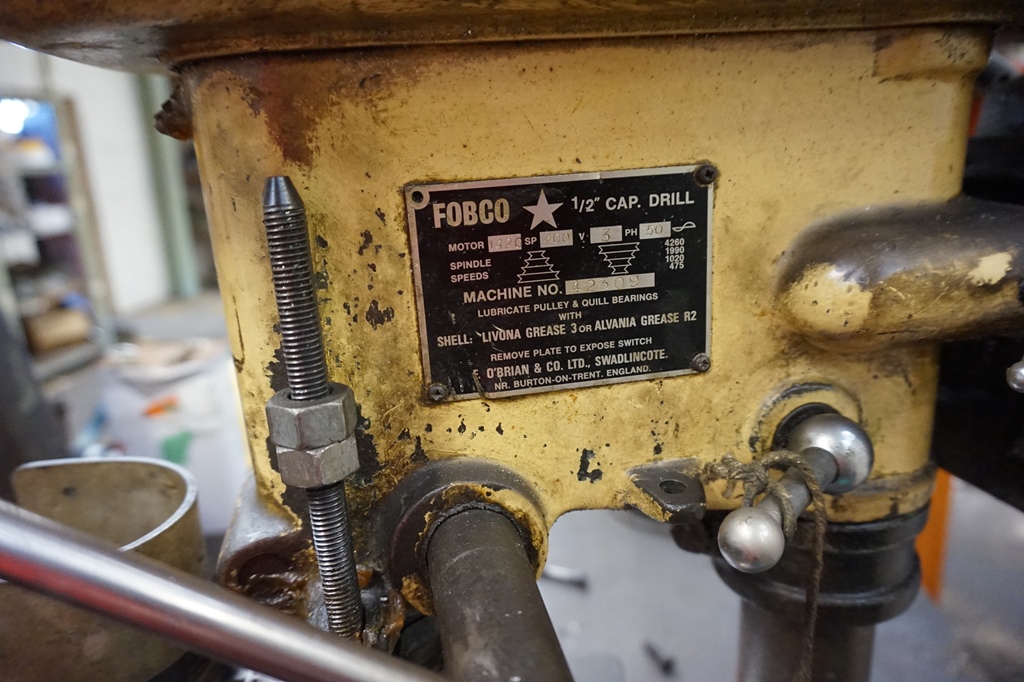 FOBCO 1/2" CAP. DRILL
MOTOR 1420 SP V 3 PH 50
SPINDLE SPEEDS
4260
1990
1020
475
MACHINE NO.
LUBRICATE PULLEY & QUILL BEARINGS
WITH
SHELL: LIVONA GREASE 3 OR ALVANIA GREASE R2
REMOVE PLATE TO EXPOSE SWITCH
F. O'BRIAN & CO. LTD., SWADLINCOTE.
NR. BURTON-ON-TRENT. ENGLAND.